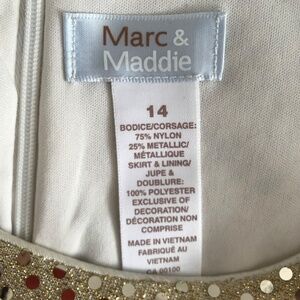 Marc &
Maddie
14
BODICE/CORSAGE:
75% NYLON
25% METALLIC/
MÉTALLIQUE
SKIRT & LINING/
JUPE &
DOUBLURE:
100% POLYESTER
EXCLUSIVE OF
DECORATION/
DÉCORATION NON
COMPRISE
MADE IN VIETNAM
FABRIQUÉ AU
VIETNAM
CA 00100